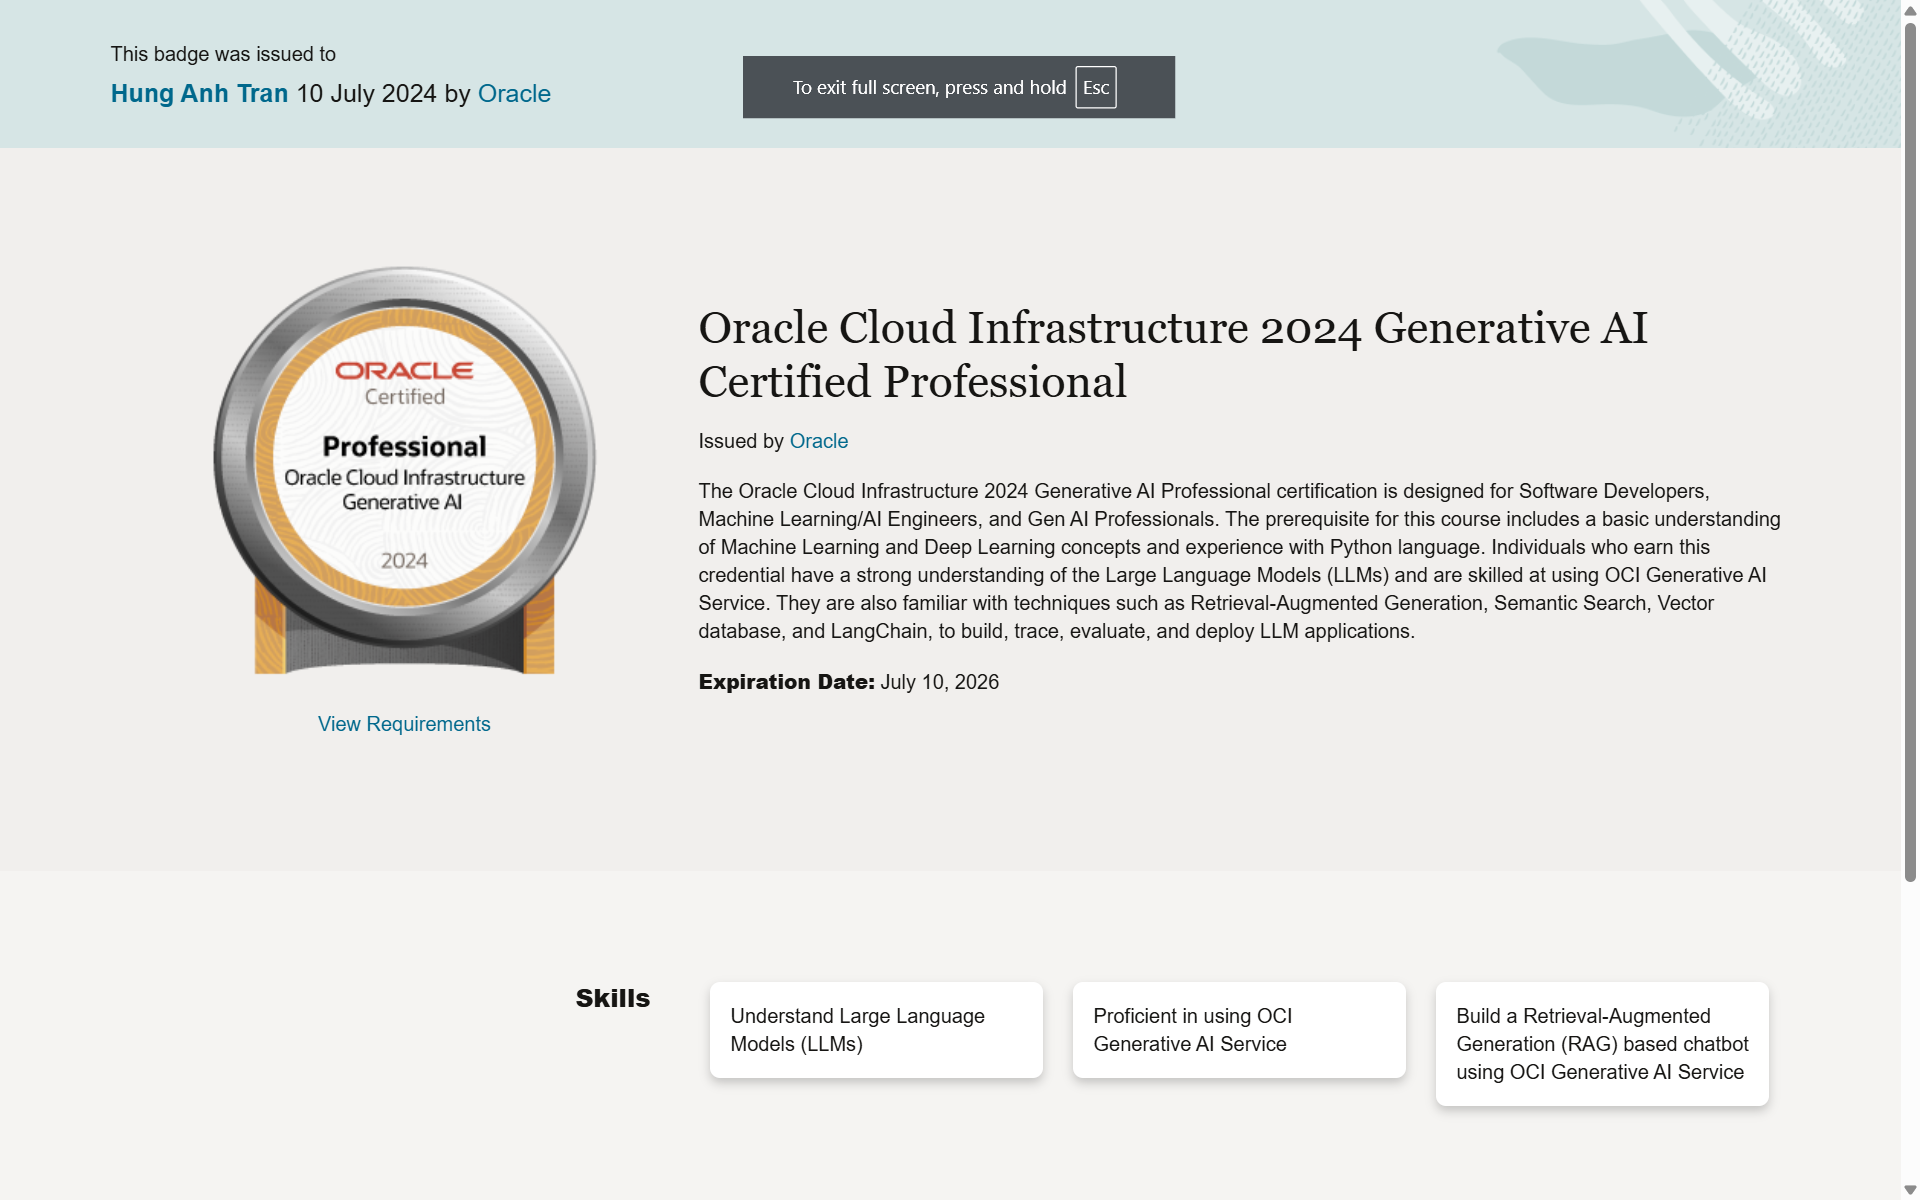 This badge was issued to
Hung Anh Tran 10 July 2024 by Oracle
To exit full screen, press and hold Esc
ORACLE
Certified
Professional
Oracle Cloud Infrastructure
Generative AI
2024
View Requirements
Oracle Cloud Infrastructure 2024 Generative AI
Certified Professional
Issued by Oracle
The Oracle Cloud Infrastructure 2024 Generative AI Professional certification is designed for Software Developers,
Machine Learning/AI Engineers, and Gen AI Professionals. The prerequisite for this course includes a basic understanding
of Machine Learning and Deep Learning concepts and experience with Python language. Individuals who earn this
credential have a strong understanding of the Large Language Models (LLMs) and are skilled at using OCI Generative AI
Service. They are also familiar with techniques such as Retrieval-Augmented Generation, Semantic Search, Vector
database, and LangChain, to build, trace, evaluate, and deploy LLM applications.
Expiration Date: July 10, 2026
Skills
Understand Large Language
Models (LLMs)
Proficient in using OCI
Generative AI Service
Build a Retrieval-Augmented
Generation (RAG) based chatbot
using OCI Generative AI Service